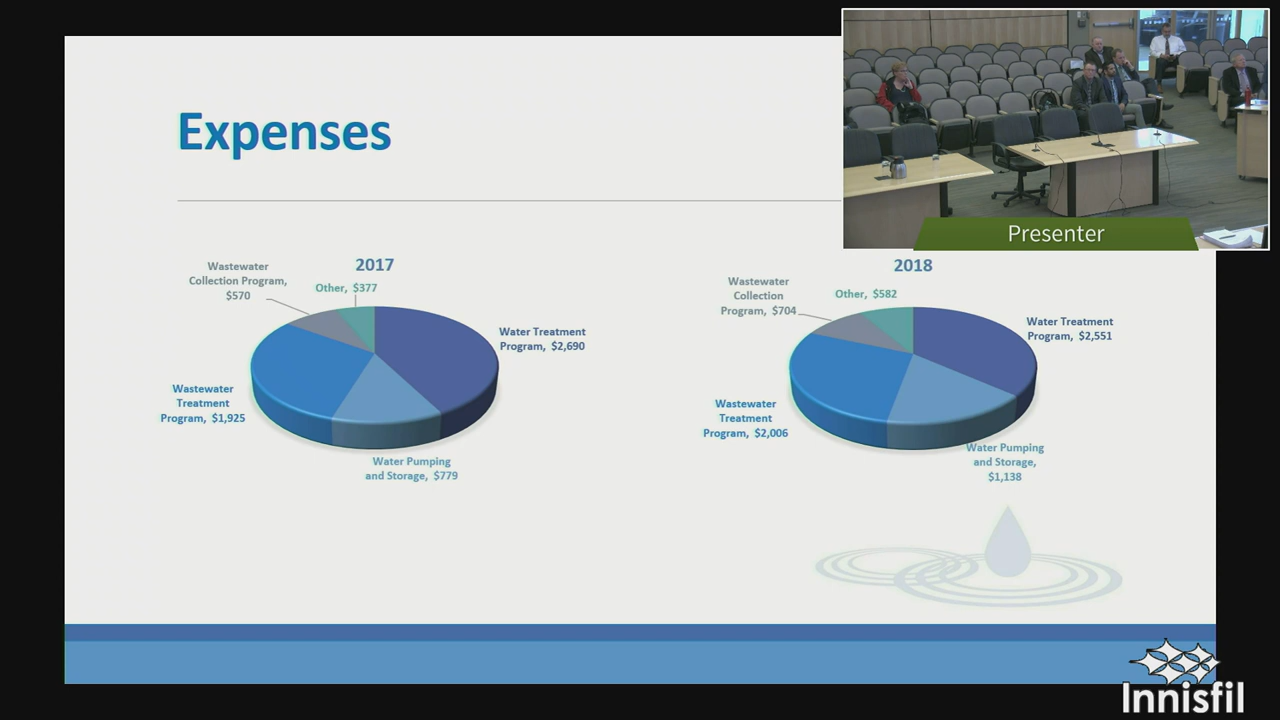 Expenses
Presenter
2017
Wastewater
Collection Program,
$570
Other, $377
Water Treatment
Program, $2,690
Wastewater
Treatment
Program, $1,925
Water Pumping
and Storage, $779
2018
Wastewater
Collection
Program, $704
Other, $582
Water Treatment
Program, $2,551
Wastewater
Treatment
Program, $2,006
Water Pumping
and Storage,
$1,138
Innisfil